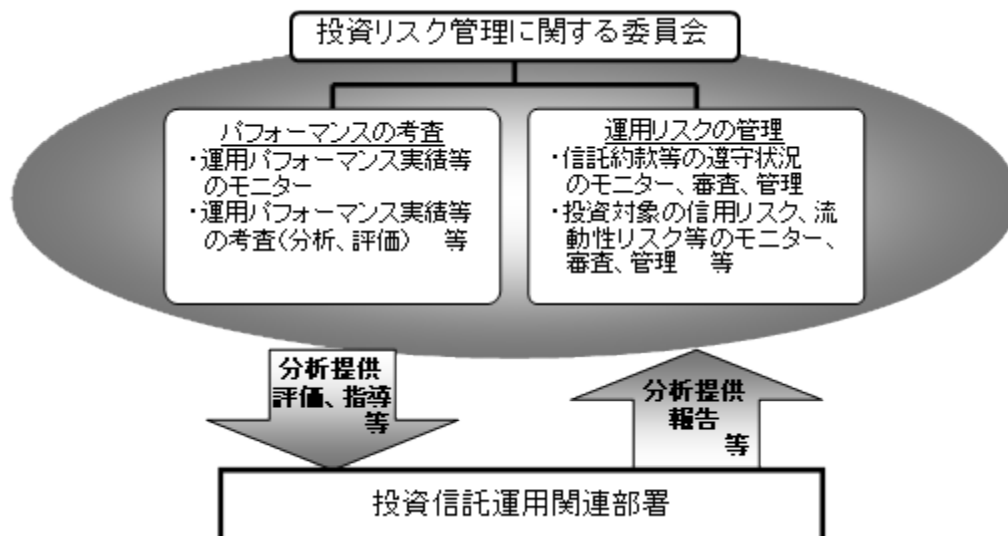 投資リスク管理に関する委員会
パフォーマンスの考査
・運用パフォーマンス実績等
のモニター
・運用パフォーマンス実績等
の考査(分析、評価) 等
運用リスクの管理
・信託約款等の遵守状況
のモニター、審査、管理
・投資対象の信用リスク、流
動性リスク等のモニター、
審査、管理 等
分析提供
評価、指導
等
分析提供
報告
等
投資信託運用関連部署